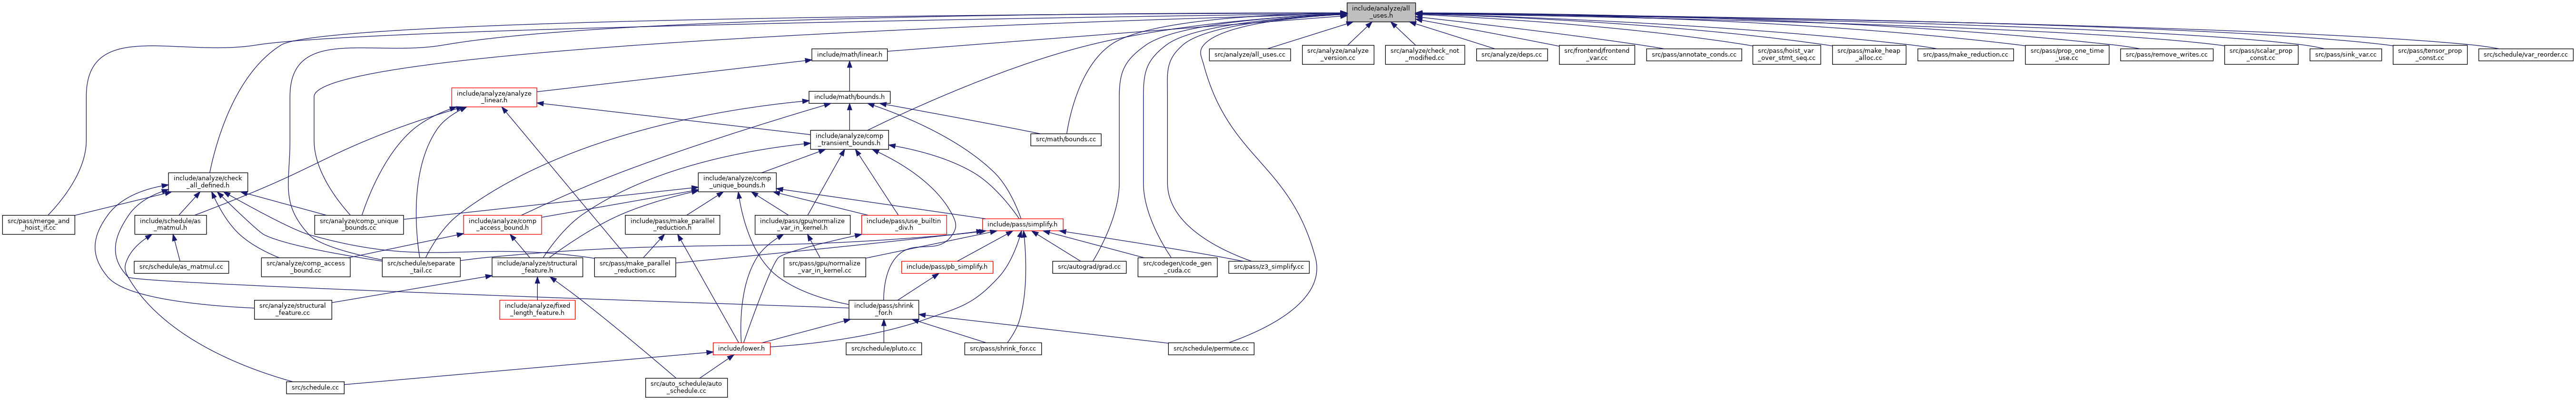 include/analyze/all
_uses.h
include/math/linear.h
src/analyze/all_uses.cc
src/analyze/analyze
_version.cc
src/analyze/check_not
_modified.cc
src/analyze/deps.cc
src/frontend/frontend
_var.cc
src/pass/annotate_conds.cc
src/pass/hoist_var
_over_stmt_seq.cc
src/pass/make_heap
_alloc.cc
src/pass/make_reduction.cc
src/pass/prop_one_time
_use.cc
src/pass/remove_writes.cc
src/pass/scalar_prop
_const.cc
src/pass/sink_var.cc
src/pass/tensor_prop
_const.cc
src/schedule/var_reorder.cc
include/analyze/analyze
_linear.h
include/math/bounds.h
include/analyze/comp
_transient_bounds.h
src/math/bounds.cc
include/analyze/check
_all_defined.h
include/analyze/comp
_unique_bounds.h
src/pass/merge_and
_hoist_if.cc
include/schedule/as
_matmul.h
src/analyze/comp_unique
_bounds.cc
include/analyze/comp
_access_bound.h
include/pass/make_parallel
_reduction.h
include/pass/gpu/normalize
_var_in_kernel.h
include/pass/use_builtin
_div.h
include/pass/simplify.h
src/schedule/as_matmul.cc
src/analyze/comp_access
_bound.cc
src/schedule/separate
_tail.cc
include/analyze/structural
_feature.h
src/pass/make_parallel
_reduction.cc
src/pass/gpu/normalize
_var_in_kernel.cc
include/pass/pb_simplify.h
src/autograd/grad.cc
src/codegen/code_gen
_cuda.cc
src/pass/z3_simplify.cc
src/analyze/structural
_feature.cc
include/analyze/fixed
_length_feature.h
include/pass/shrink
_for.h
include/lower.h
src/schedule/pluto.cc
src/pass/shrink_for.cc
src/schedule/permute.cc
src/schedule.cc
src/auto_schedule/auto
_schedule.cc